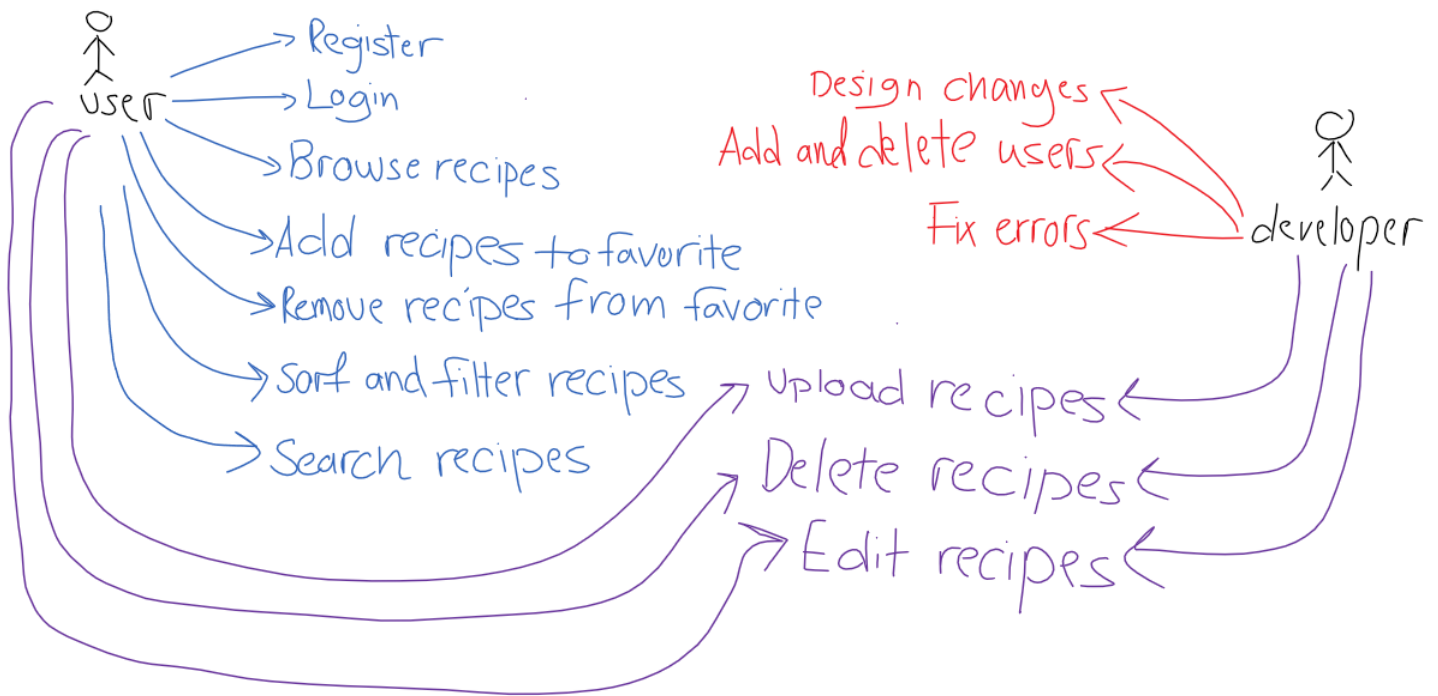 user
Register
Login
Browse recipes
Add recipes to favorite
Remove recipes from favorite
Sort and filter recipes
Search recipes
Design changes
Add and delete users
Fix errors
developer
Upload recipes
Delete recipes
Edit recipes